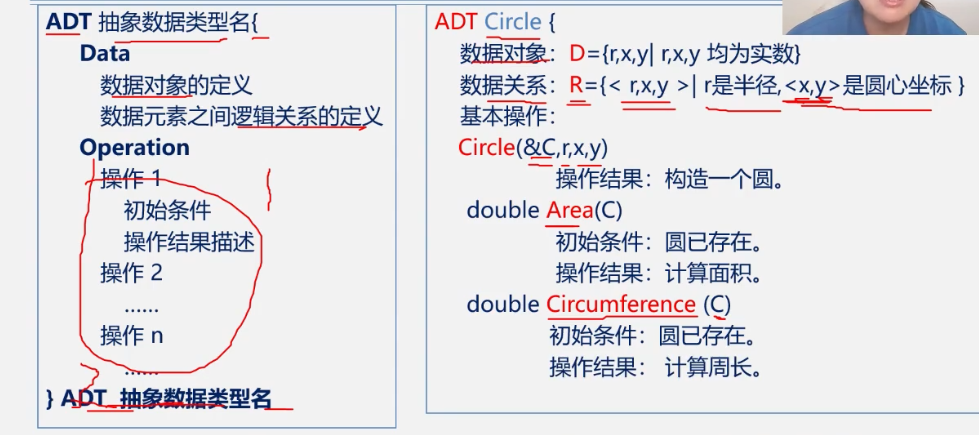 ADT 抽象数据类型名{
Data
数据对象的定义
数据元素之间逻辑关系的定义
Operation
操作 1
初始条件
操作结果描述
操作 2
……
操作 n
……
} ADT 抽象数据类型名
ADT Circle {
数据对象：D={r,x,y| r,x,y 均为实数}
数据关系：R={< r,x,y >| r是半径,<x,y>是圆心坐标 }
基本操作：
Circle(&C,r,x,y)
操作结果：构造一个圆。
double Area(C)
初始条件：圆已存在。
操作结果：计算面积。
double Circumference (C)
初始条件：圆已存在。
操作结果： 计算周长。